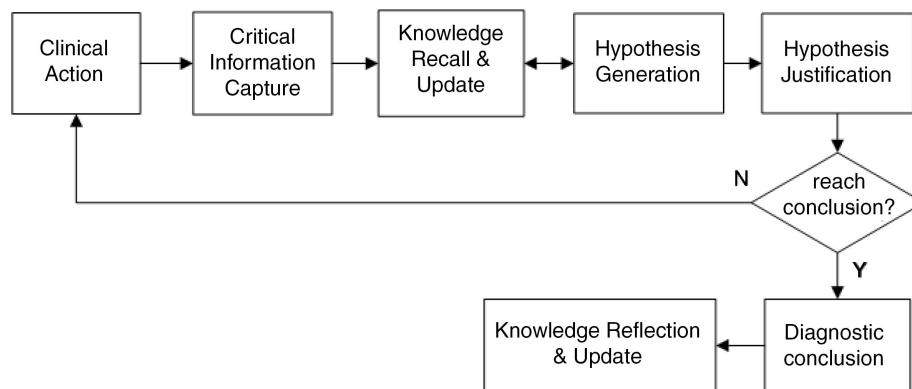 Clinical
Action
Critical
Information
Capture
Knowledge
Recall &
Update
Hypothesis
Generation
Hypothesis
Justification
reach
conclusion?
N
Y
Diagnostic
conclusion
Knowledge Reflection
& Update